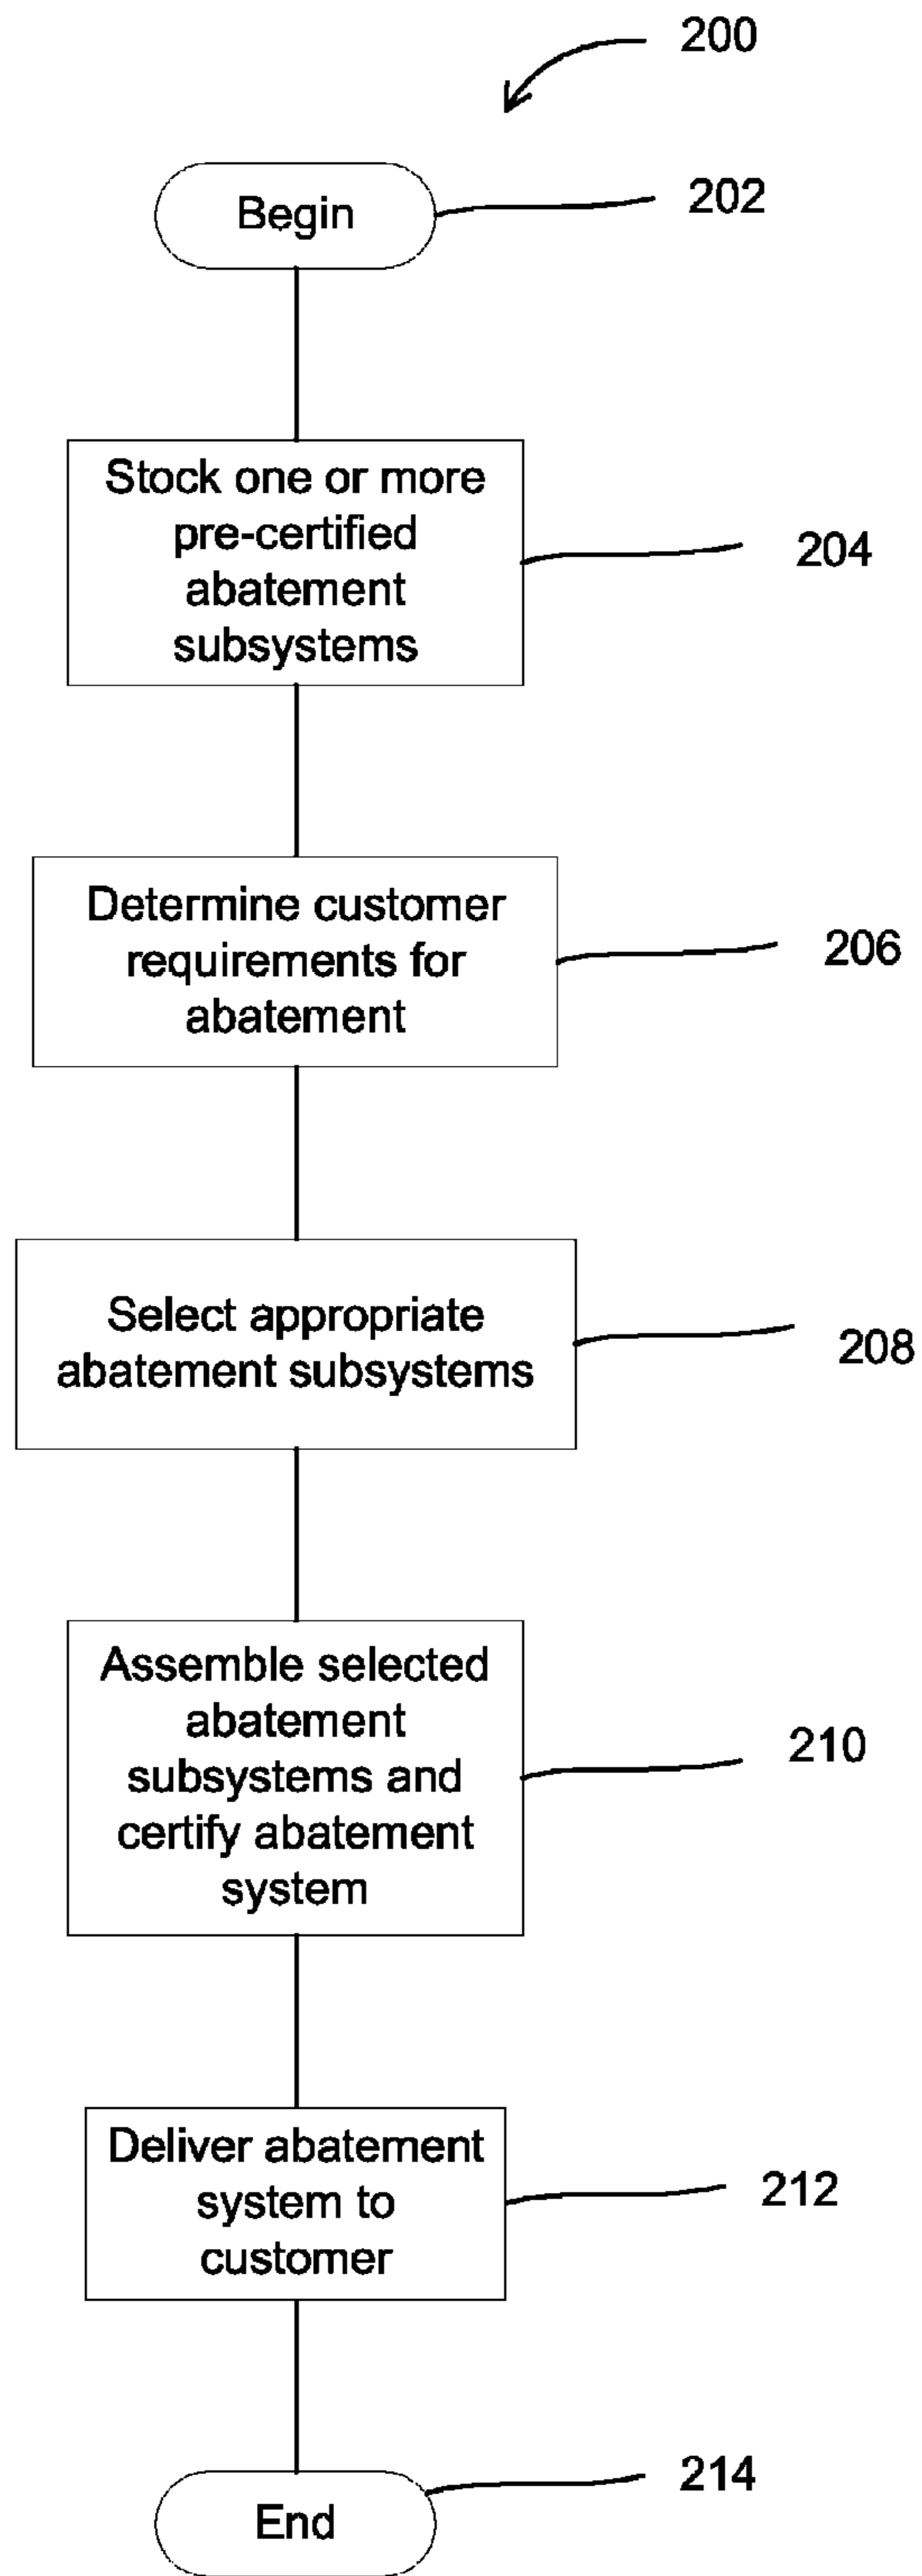 200
Begin
202
Stock one or more
pre-certified
abatement
subsystems
204
Determine customer
requirements for
abatement
206
Select appropriate
abatement subsystems
208
Assemble selected
abatement
subsystems and
certify abatement
system
210
Deliver abatement
system to
customer
212
End
214